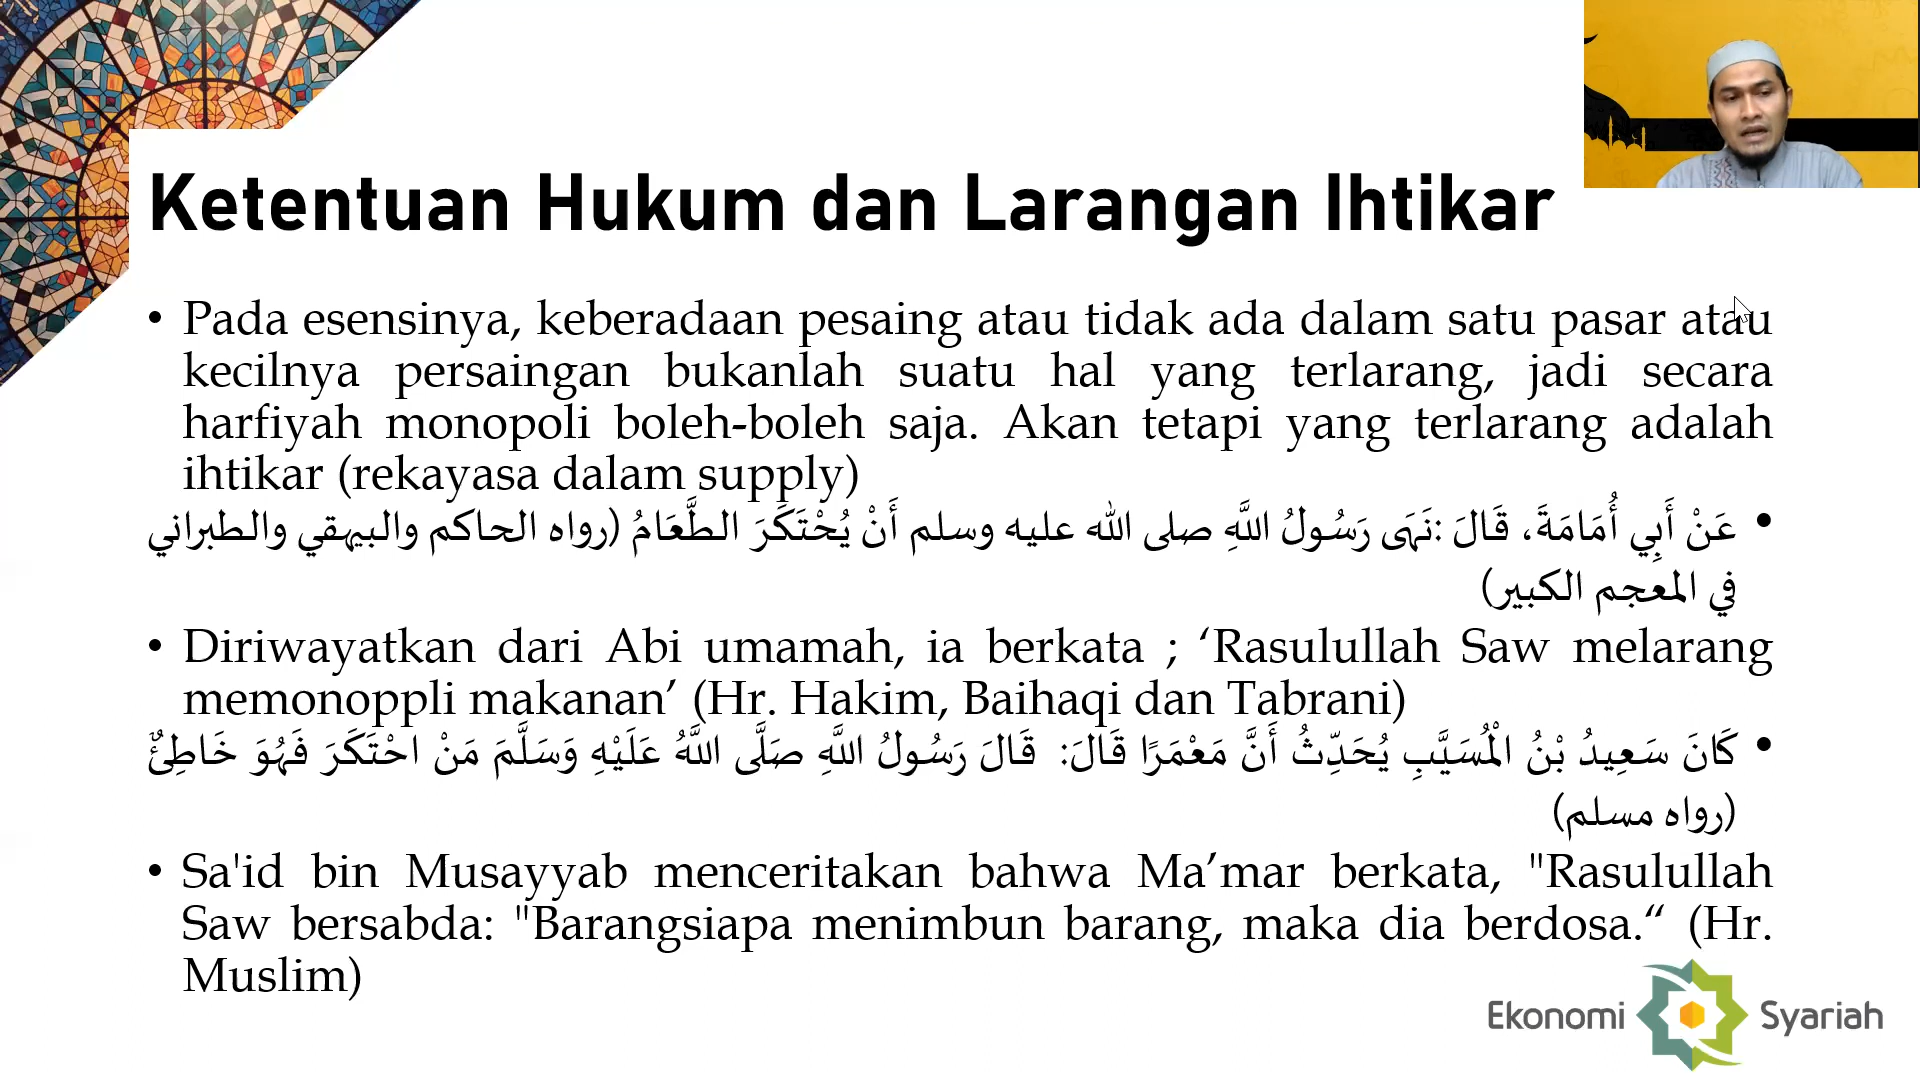 Ketentuan Hukum dan Larangan Ihtikar
• Pada esensinya, keberadaan pesaing atau tidak ada dalam satu pasar atau
kecilnya persaingan bukanlah suatu hal yang terlarang, jadi secara
harfiyah monopoli boleh-boleh saja. Akan tetapi yang terlarang adalah
ihtikar (rekayasa dalam supply)
• عَنْ أَبِي أُمَامَةَ، قَالَ :نَهَى رَسُولُ اللَّهِ صلى الله عليه وسلم أَنْ يُحْتَكَرَ الطَّعَامُ (رواه الحاكم والبيهقي والطبراني
في المعجم الكبير)
• Diriwayatkan dari Abi umamah, ia berkata ; ‘Rasulullah Saw melarang
memonoppli makanan’ (Hr. Hakim, Baihaqi dan Tabrani)
• كَانَ سَعِيدُ بْنُ الْمُسَيَّبِ يُحَدِّثُ أَنَّ مَعْمَرًا قَالَ: قَالَ رَسُولُ اللَّهِ صَلَّى اللَّهُ عَلَيْهِ وَسَلَّمَ مَنْ احْتَكَرَ فَهُوَ خَاطِئٌ
(رواه مسلم)
• Sa'id bin Musayyab menceritakan bahwa Ma’mar berkata, "Rasulullah
Saw bersabda: "Barangsiapa menimbun barang, maka dia berdosa.“ (Hr.
Muslim)
Ekonomi Syariah